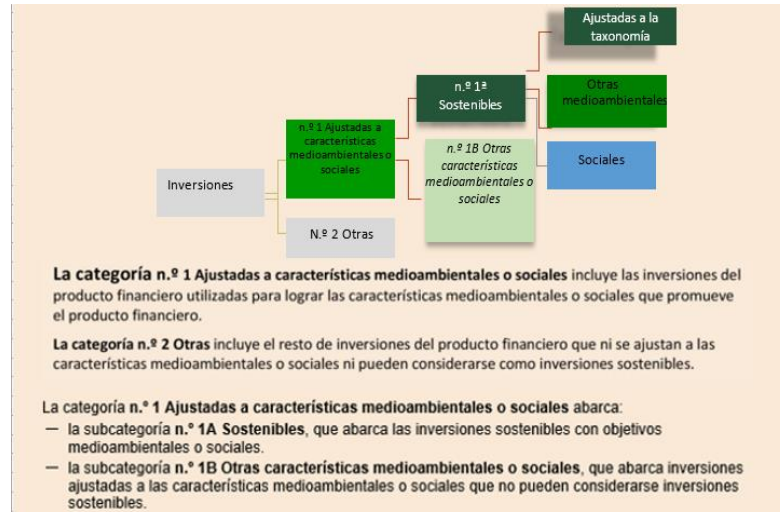 Ajustadas a la
taxonomía
n.º 1ª
Sostenibles
Otras
medioambientales
n.º 1 Ajustadas a
características
medioambientales o
sociales
n.º 1B Otras
características
medioambientales o
sociales
Sociales
Inversiones
N.º 2 Otras
La categoría n.º 1 Ajustadas a características medioambientales o sociales incluye las inversiones del
producto financiero utilizadas para lograr las características medioambientales o sociales que promueve
el producto financiero.
La categoría n.º 2 Otras incluye el resto de inversiones del producto financiero que ni se ajustan a las
características medioambientales o sociales ni pueden considerarse como inversiones sostenibles.
La categoría n.º 1 Ajustadas a características medioambientales o sociales abarca:
— la subcategoría n.º 1A Sostenibles, que abarca las inversiones sostenibles con objetivos
medioambientales o sociales.
— la subcategoría n.º 1B Otras características medioambientales o sociales, que abarca inversiones
ajustadas a las características medioambientales o sociales que no pueden considerarse inversiones
sostenibles.